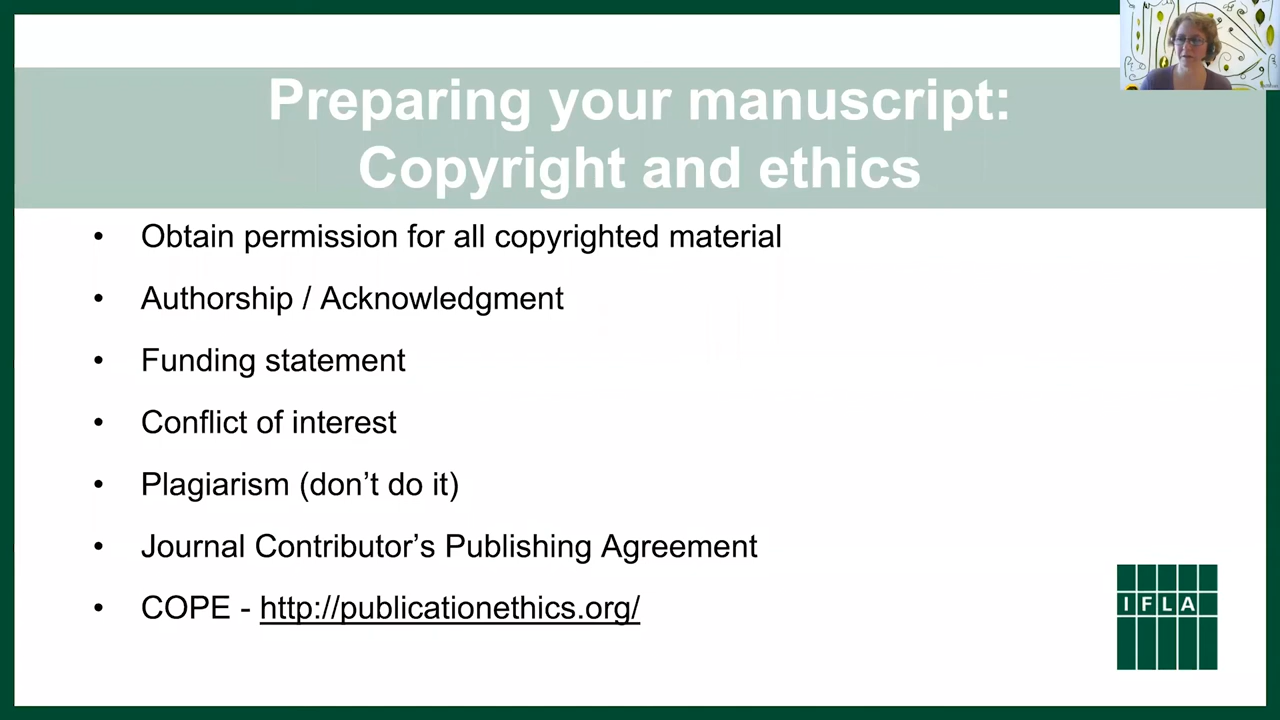 Preparing your manuscript:
Copyright and ethics
• Obtain permission for all copyrighted material
• Authorship / Acknowledgment
• Funding statement
• Conflict of interest
• Plagiarism (don’t do it)
• Journal Contributor’s Publishing Agreement
• COPE - http://publicationethics.org/
IFLA